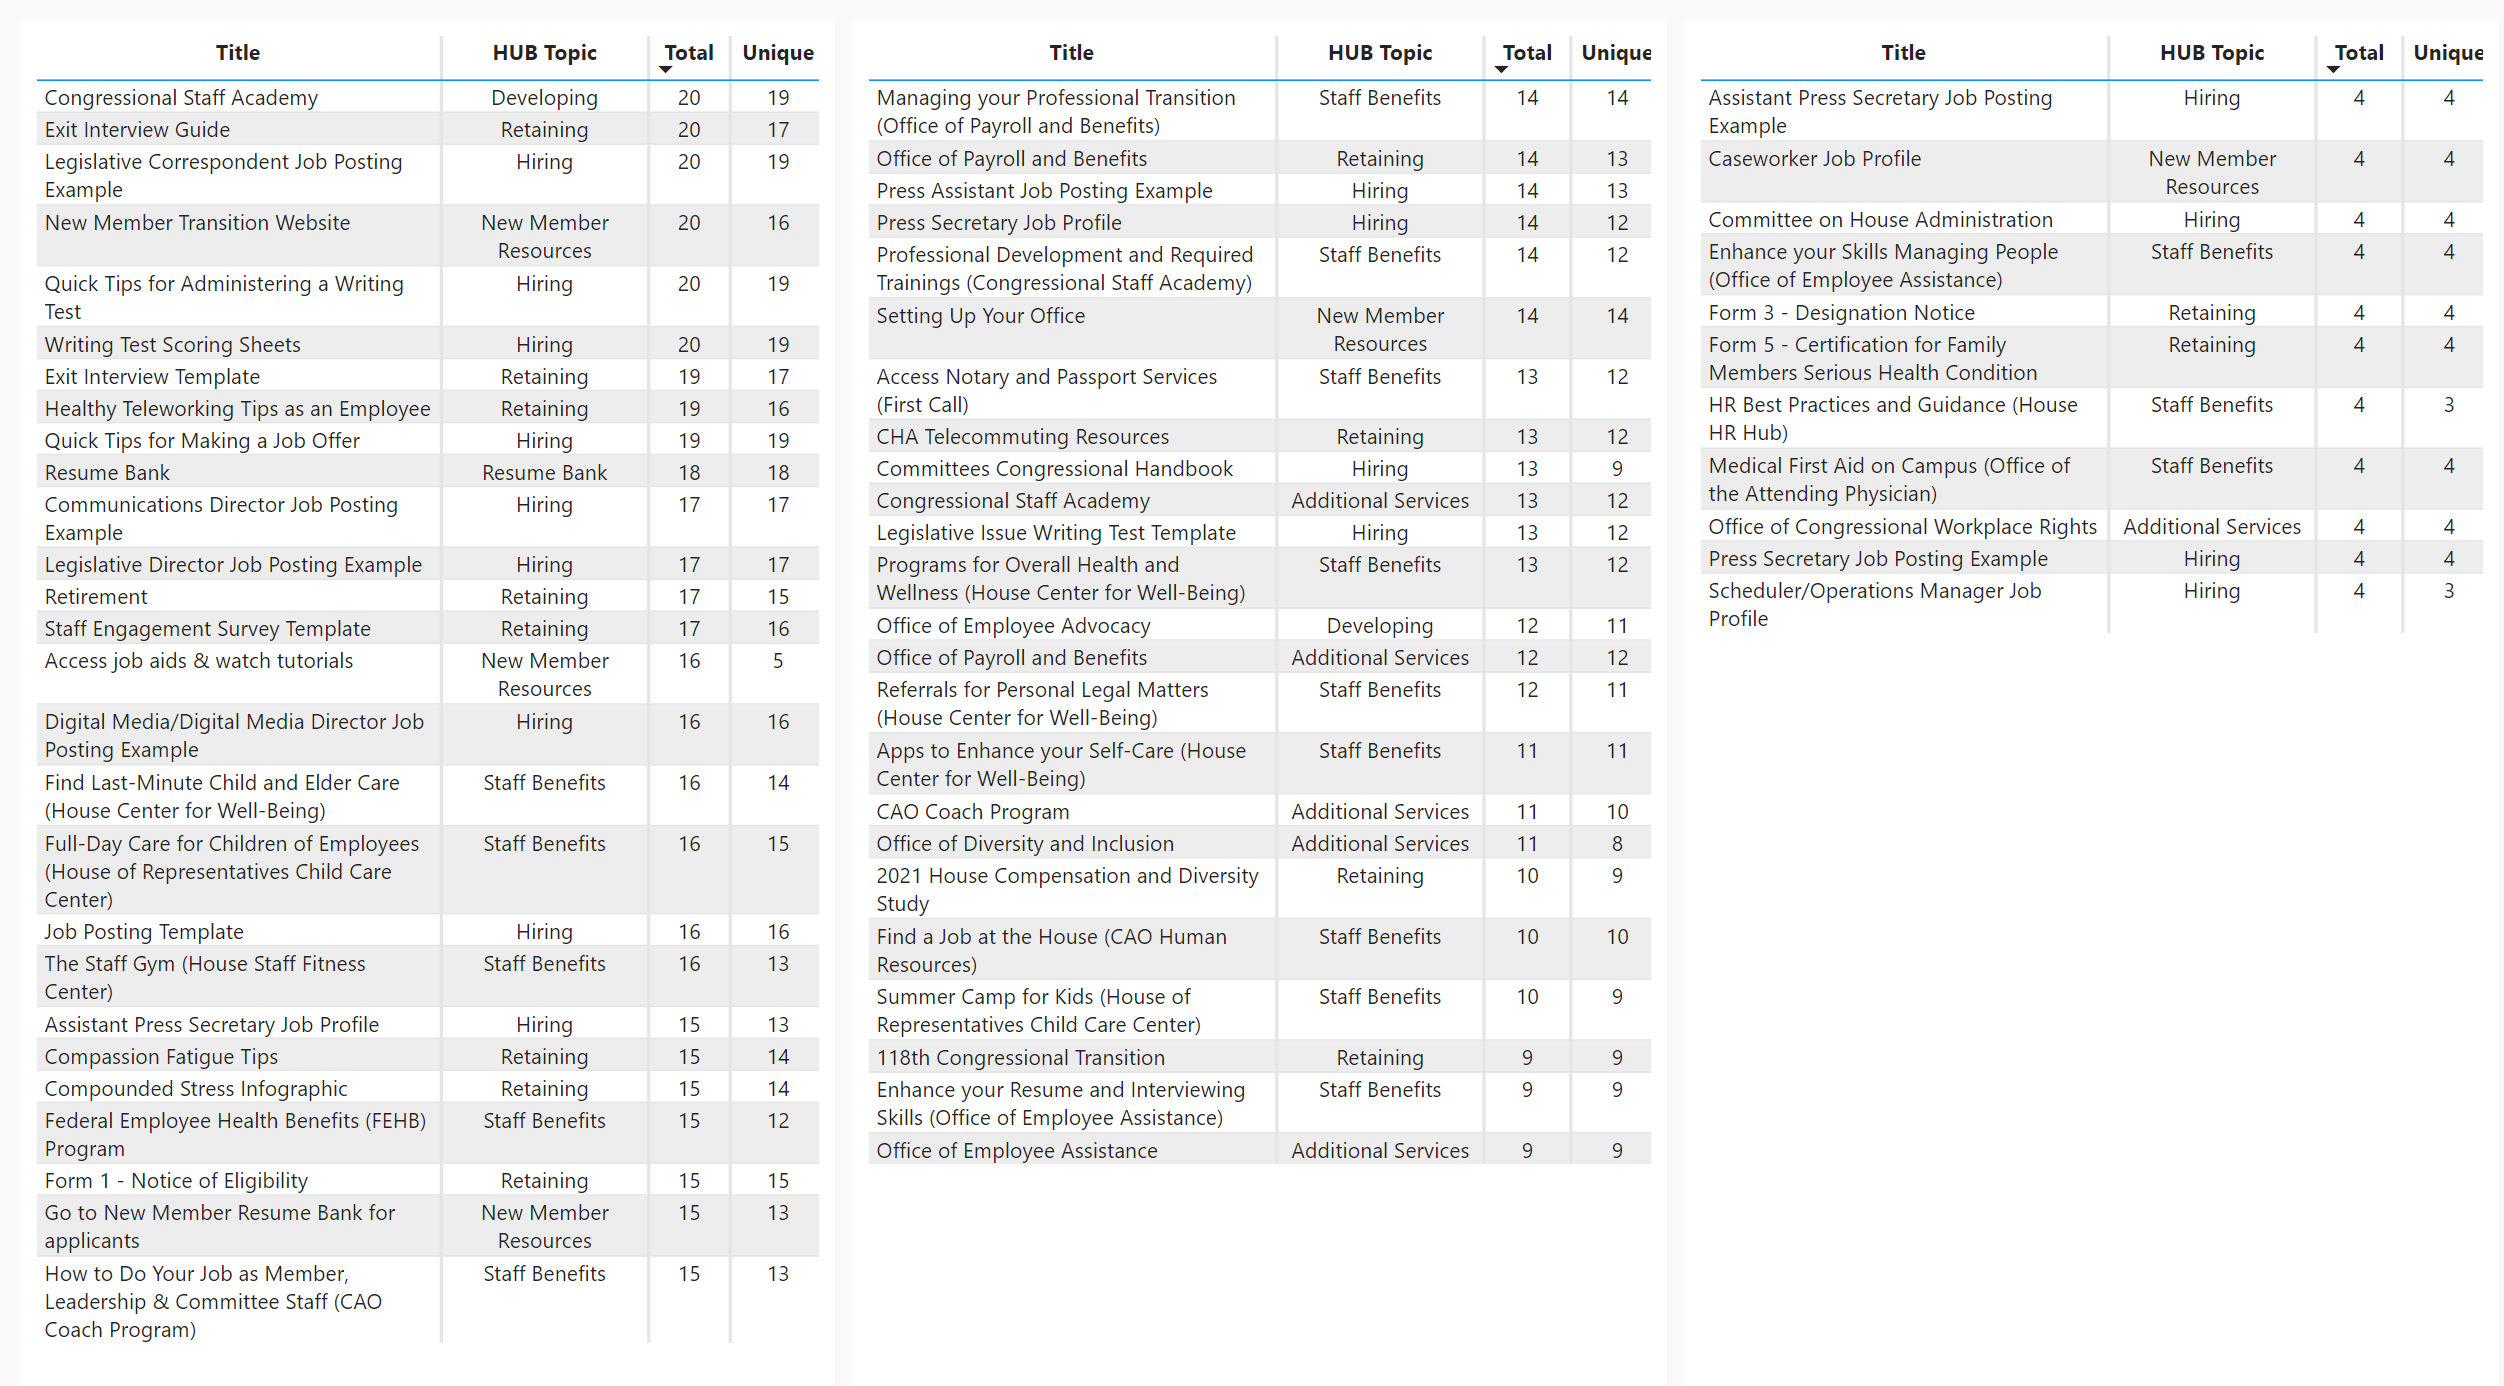 Title HUB Topic Total Unique
Congressional Staff Academy Developing 20 19
Exit Interview Guide Retaining 20 17
Legislative Correspondent Job Posting Hiring 20 19
Example
New Member Transition Website New Member 20 16
Resources
Quick Tips for Administering a Writing Hiring 20 19
Test
Writing Test Scoring Sheets Hiring 20 19
Exit Interview Template Retaining 19 17
Healthy Teleworking Tips as an Employee Retaining 19 16
Quick Tips for Making a Job Offer Hiring 19 19
Resume Bank Resume Bank 18 18
Communications Director Job Posting Hiring 17 17
Example
Legislative Director Job Posting Example Hiring 17 17
Retirement Retaining 17 15
Staff Engagement Survey Template Retaining 17 16
Access job aids & watch tutorials New Member 16 5
Resources
Digital Media/Digital Media Director Job Hiring 16 16
Posting Example
Find Last-Minute Child and Elder Care Staff Benefits 16 14
(House Center for Well-Being)
Full-Day Care for Children of Employees Staff Benefits 16 15
(House of Representatives Child Care
Center)
Job Posting Template Hiring 16 16
The Staff Gym (House Staff Fitness Staff Benefits 16 13
Center)
Assistant Press Secretary Job Profile Hiring 15 13
Compassion Fatigue Tips Retaining 15 14
Compounded Stress Infographic Retaining 15 14
Federal Employee Health Benefits (FEHB) Staff Benefits 15 12
Program
Form 1 - Notice of Eligibility Retaining 15 15
Go to New Member Resume Bank for New Member 15 13
applicants Resources
How to Do Your Job as Member, Staff Benefits 15 13
Leadership & Committee Staff (CAO
Coach Program)
Title HUB Topic Total Unique
Managing your Professional Transition Staff Benefits 14 14
(Office of Payroll and Benefits)
Office of Payroll and Benefits Retaining 14 13
Press Assistant Job Posting Example Hiring 14 13
Press Secretary Job Profile Hiring 14 12
Professional Development and Required Staff Benefits 14 12
Trainings (Congressional Staff Academy)
Setting Up Your Office New Member 14 14
Resources
Access Notary and Passport Services Staff Benefits 13 12
(First Call)
CHA Telecommuting Resources Retaining 13 12
Committees Congressional Handbook Hiring 13 9
Congressional Staff Academy Additional Services 13 12
Legislative Issue Writing Test Template Hiring 13 12
Programs for Overall Health and Staff Benefits 13 12
Wellness (House Center for Well-Being)
Office of Employee Advocacy Developing 12 11
Office of Payroll and Benefits Additional Services 12 12
Referrals for Personal Legal Matters Staff Benefits 12 11
(House Center for Well-Being)
Apps to Enhance your Self-Care (House Staff Benefits 11 11
Center for Well-Being)
CAO Coach Program Additional Services 11 10
Office of Diversity and Inclusion Additional Services 11 8
2021 House Compensation and Diversity Retaining 10 9
Study
Find a Job at the House (CAO Human Staff Benefits 10 10
Resources)
Summer Camp for Kids (House of Staff Benefits 10 9
Representatives Child Care Center)
118th Congressional Transition Retaining 9 9
Enhance your Resume and Interviewing Staff Benefits 9 9
Skills (Office of Employee Assistance)
Office of Employee Assistance Additional Services 9 9
Title HUB Topic Total Unique
Assistant Press Secretary Job Posting Hiring 4 4
Example
Caseworker Job Profile New Member 4 4
Resources
Committee on House Administration Hiring 4 4
Enhance your Skills Managing People Staff Benefits 4 4
(Office of Employee Assistance)
Form 3 - Designation Notice Retaining 4 4
Form 5 - Certification for Family Retaining 4 4
Members Serious Health Condition
HR Best Practices and Guidance (House Staff Benefits 4 3
HR Hub)
Medical First Aid on Campus (Office of Staff Benefits 4 4
the Attending Physician)
Office of Congressional Workplace Rights Additional Services 4 4
Press Secretary Job Posting Example Hiring 4 4
Scheduler/Operations Manager Job Hiring 4 3
Profile